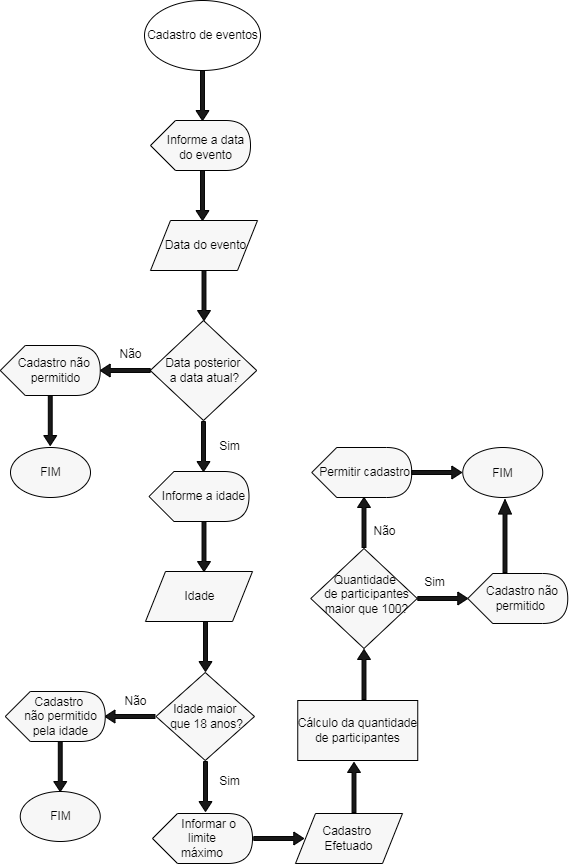 Cadastro de eventos
Informe a data
do evento
Data do evento
Data posterior
a data atual?
Não
Cadastro não
permitido
FIM
Sim
Informe a idade
Idade
Idade maior
que 18 anos?
Não
Cadastro
não permitido
pela idade
FIM
Sim
Informar o
limite
máximo
Cadastro
Efetuado
Cálculo da quantidade
de participantes
Quantidade
de participantes
maior que 100?
Não
Permitir cadastro
FIM
Sim
Cadastro não
permitido